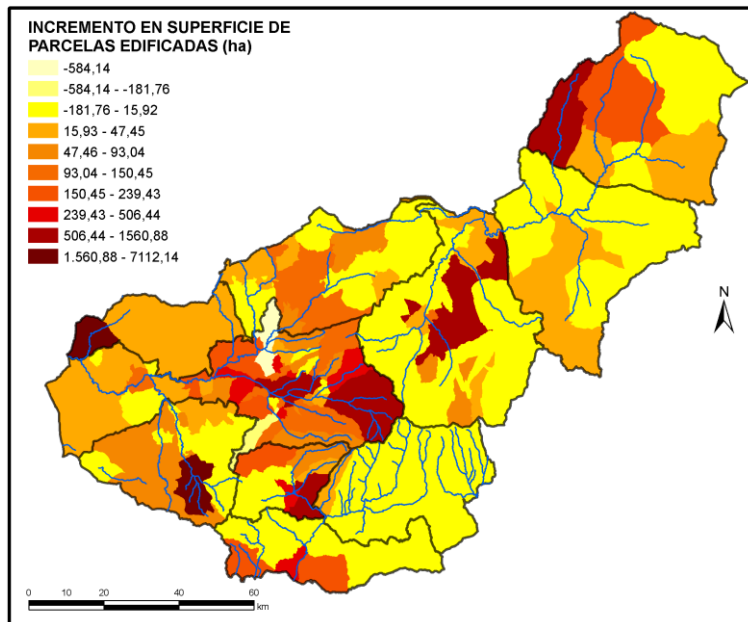 INCREMENTO EN SUPERFICIE DE
PARCELAS EDIFICADAS (ha)
-584,14
-584,14 - -181,76
-181,76 - 15,92
15,93 - 47,45
47,46 - 93,04
93,04 - 150,45
150,45 - 239,43
239,43 - 506,44
506,44 - 1560,88
1.560,88 - 7112,14
N
0 10 20 40 60
km